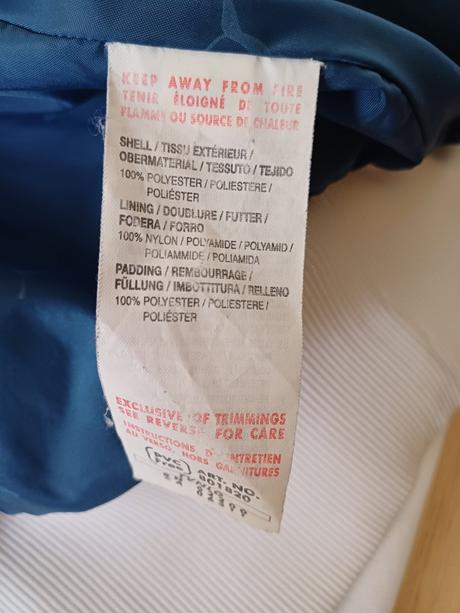 KEEP AWAY FROM FIRE
TENIR ÉLOIGNÉ DE TOUTE
FLAMME OU SOURCE DE CHALEUR
SHELL / TISSU EXTÉRIEUR /
OBERMATERIAL / TESSUTO / TEJIDO
100% POLYESTER / POLIESTERE /
POLIÉSTER
LINING / DOUBLURE / FUTTER /
FODERA / FORRO
100% NYLON / POLYAMIDE / POLYAMID /
POLIAMMIDE / POLIAMIDA
PADDING / REMBOURRAGE /
FÜLLUNG / IMBOTTITURA / RELLENO
100% POLYESTER / POLIESTERE /
POLIÉSTER
EXCLUSIVE OF TRIMMINGS
SEE REVERSE FOR CARE
INSTRUCTIONS D'ENTRETIEN
AU VERSO. HORS GARNITURES
PVC ART. NO.
Free